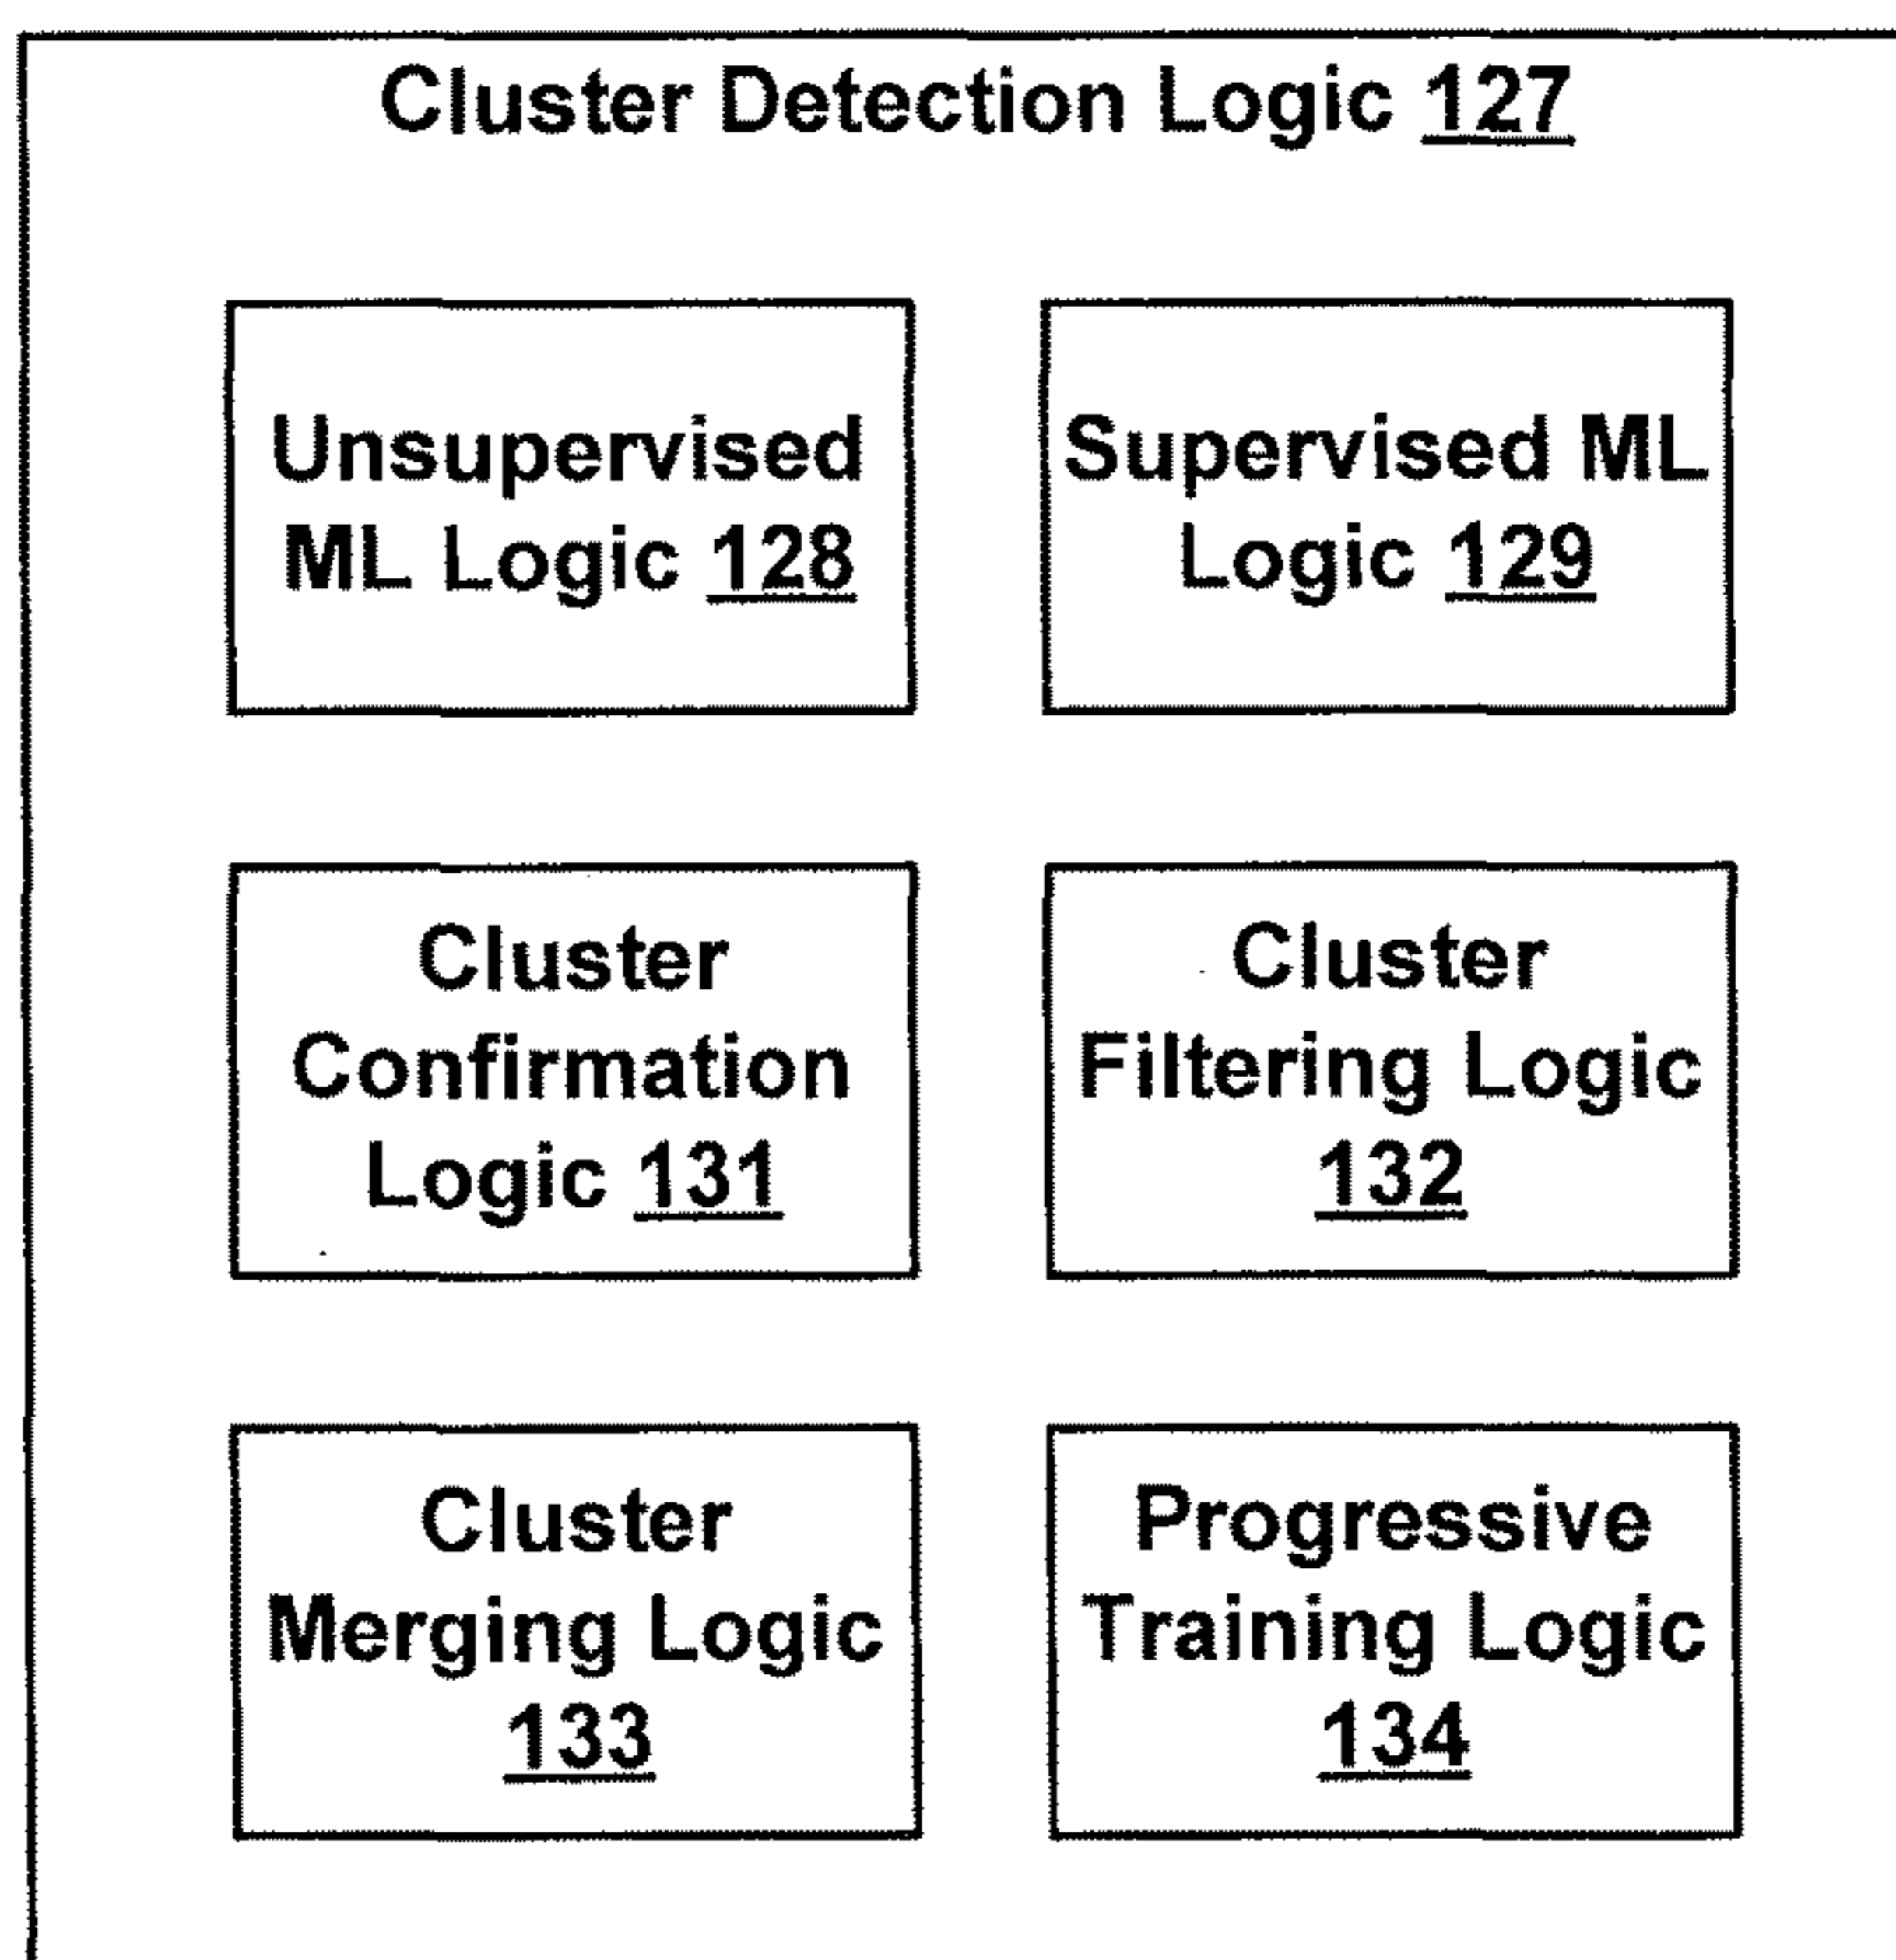 Cluster Detection Logic 127
Unsupervised
ML Logic 128
Supervised ML
Logic 129
Cluster
Confirmation
Logic 131
Cluster
Filtering Logic
132
Cluster
Merging Logic
133
Progressive
Training Logic
134